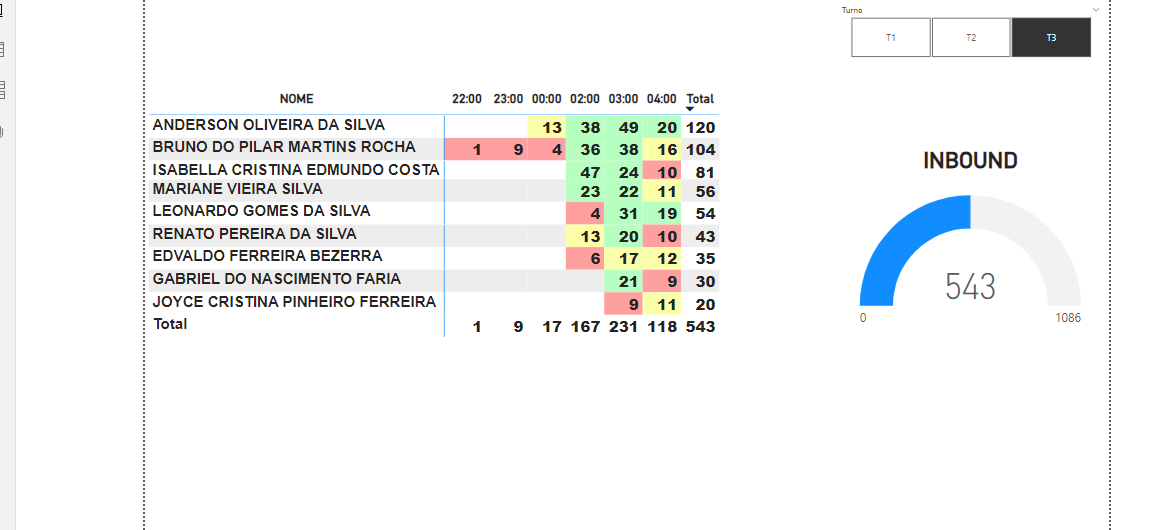 Turno
T1 T2 T3
NOME 22:00 23:00 00:00 02:00 03:00 04:00 Total
ANDERSON OLIVEIRA DA SILVA 13 38 49 20 120
BRUNO DO PILAR MARTINS ROCHA 1 9 4 36 38 16 104
ISABELLA CRISTINA EDMUNDO COSTA 47 24 10 81
MARIANE VIEIRA SILVA 23 22 11 56
LEONARDO GOMES DA SILVA 4 31 19 54
RENATO PEREIRA DA SILVA 13 20 10 43
EDVALDO FERREIRA BEZERRA 6 17 12 35
GABRIEL DO NASCIMENTO FARIA 21 9 30
JOYCE CRISTINA PINHEIRO FERREIRA 9 11 20
Total 1 9 17 167 231 118 543
INBOUND
543
0 1086